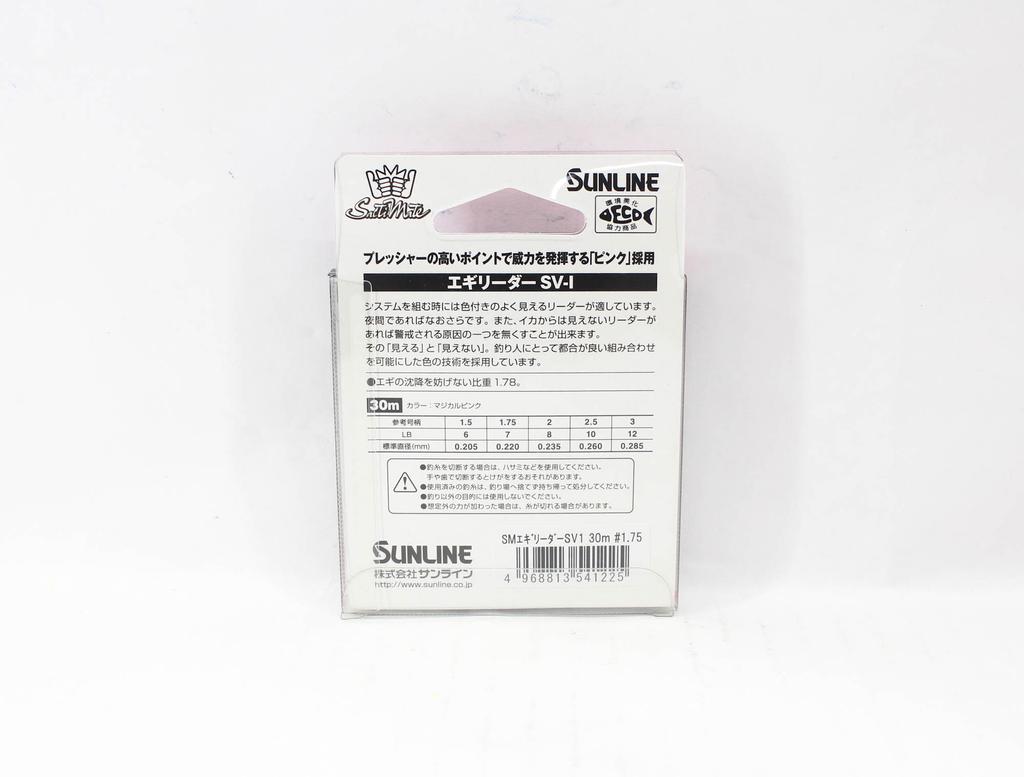 SaltiMate
SUNLINE
環境美化
ECO
協力商品
プレッシャーの高いポイントで威力を発揮する「ピンク」採用
エギリーダー SV-I
システムを組む時には色付きのよく見えるリーダーが適しています。
夜間であればなおさらです。また、イカからは見えないリーダーが
あれば警戒される原因の一つを無くすことが出来ます。
その「見える」と「見えない」。釣り人にとって都合が良い組み合わせ
を可能にした色の技術を採用しています。
●エギの沈降を妨げない比重 1.78。
30m カラー：マジカルピンク
参考号柄 1.5 1.75 2 2.5 3
LB 6 7 8 10 12
標準直径(mm) 0.205 0.220 0.235 0.260 0.285
●釣糸を切断する場合は、ハサミなどを使用してください。
手や歯で切断するとけがをするおそれがあります。
●使用済みの釣糸は、釣り場へ捨てず持ち帰って処分してください。
●釣り以外の目的には使用しないでください。
●想定外の力が加わった場合は、糸が切れる場合があります。
SMエギリーダーSV1 30m #1.75
4 968813 541225
SUNLINE
株式会社サンライン
http://www.sunline.co.jp